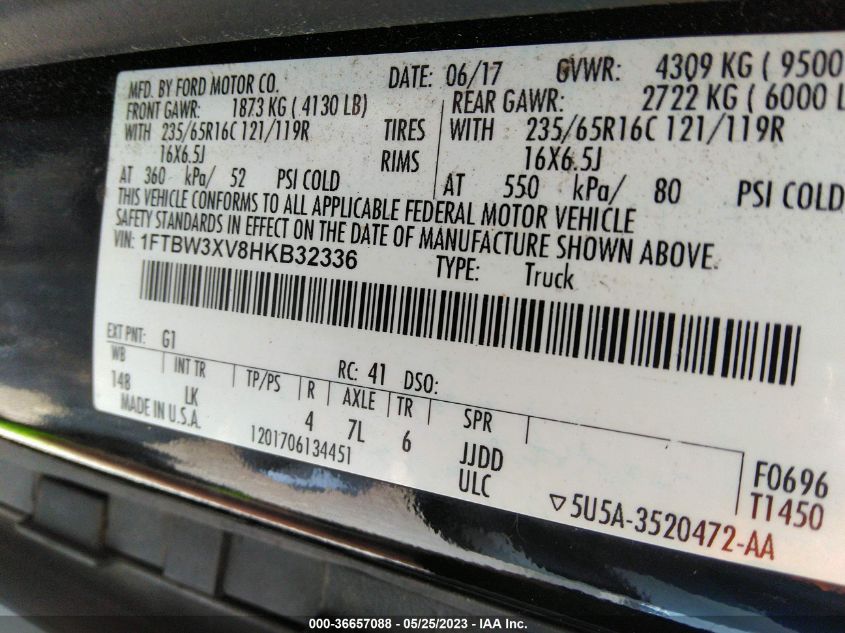 MFD. BY FORD MOTOR CO. DATE: 06/17 GVWR: 4309 KG ( 9500
FRONT GAWR: 1873 KG ( 4130 LB) REAR GAWR: 2722 KG ( 6000 L
WITH 235/65R16C 121/119R TIRES WITH 235/65R16C 121/119R
16X6.5J RIMS 16X6.5J
AT 360 kPa/ 52 PSI COLD AT 550 kPa/ 80 PSI COLD
THIS VEHICLE CONFORMS TO ALL APPLICABLE FEDERAL MOTOR VEHICLE
SAFETY STANDARDS IN EFFECT ON THE DATE OF MANUFACTURE SHOWN ABOVE.
VIN: 1FTBW3XV8HKB32336 TYPE: Truck
EXT PNT: G1 RC: 41 DSO:
WB INT TR TP/PS R AXLE TR SPR
148 LK 4 7L 6 JJDD
MADE IN U.S.A. 1201706134451 ULC
F0696
T1450
▽5U5A-3520472-AA
000-36657088 - 05/25/2023 - IAA Inc.